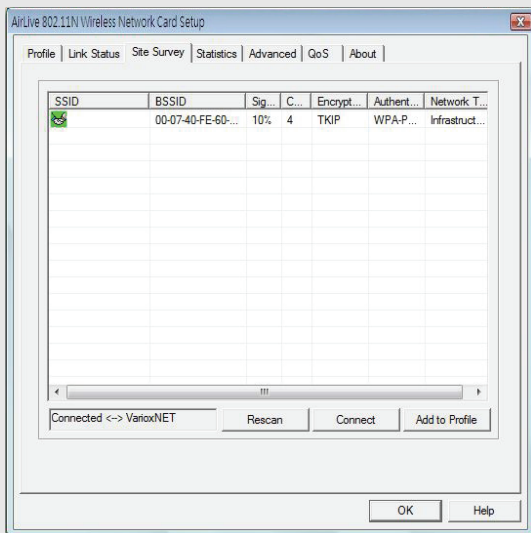 AirLive 802.11N Wireless Network Card Setup
Profile Link Status Site Survey Statistics Advanced QoS About
SSID BSSID Sig... C... Encrypt... Authent... Network T...
00-07-40-FE-60-... 10% 4 TKIP WPA-P... Infrastruct...
Connected <--> VarioxNET Rescan Connect Add to Profile
OK Help